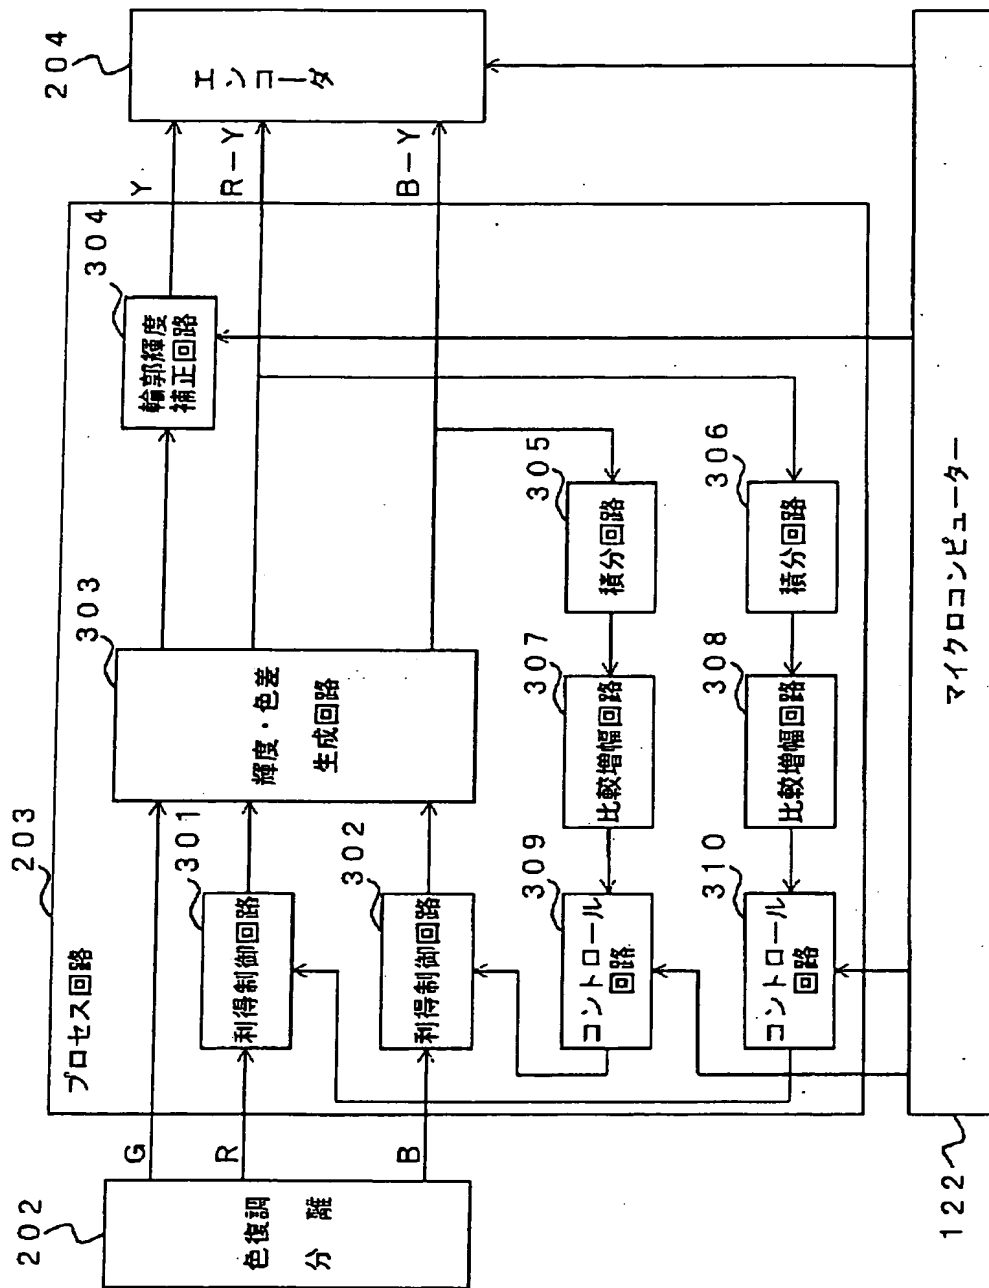 202
色復調
分離
G
R
B
203
プロセス回路
301
利得制御回路
302
利得制御回路
303
輝度・色差
生成回路
304
輪郭輝度
補正回路
Y
R−Y
B−Y
204
エンコーダ
309
コントロール
回路
307
比較増幅回路
305
積分回路
310
コントロール
回路
308
比較増幅回路
306
積分回路
122
マイクロコンピューター